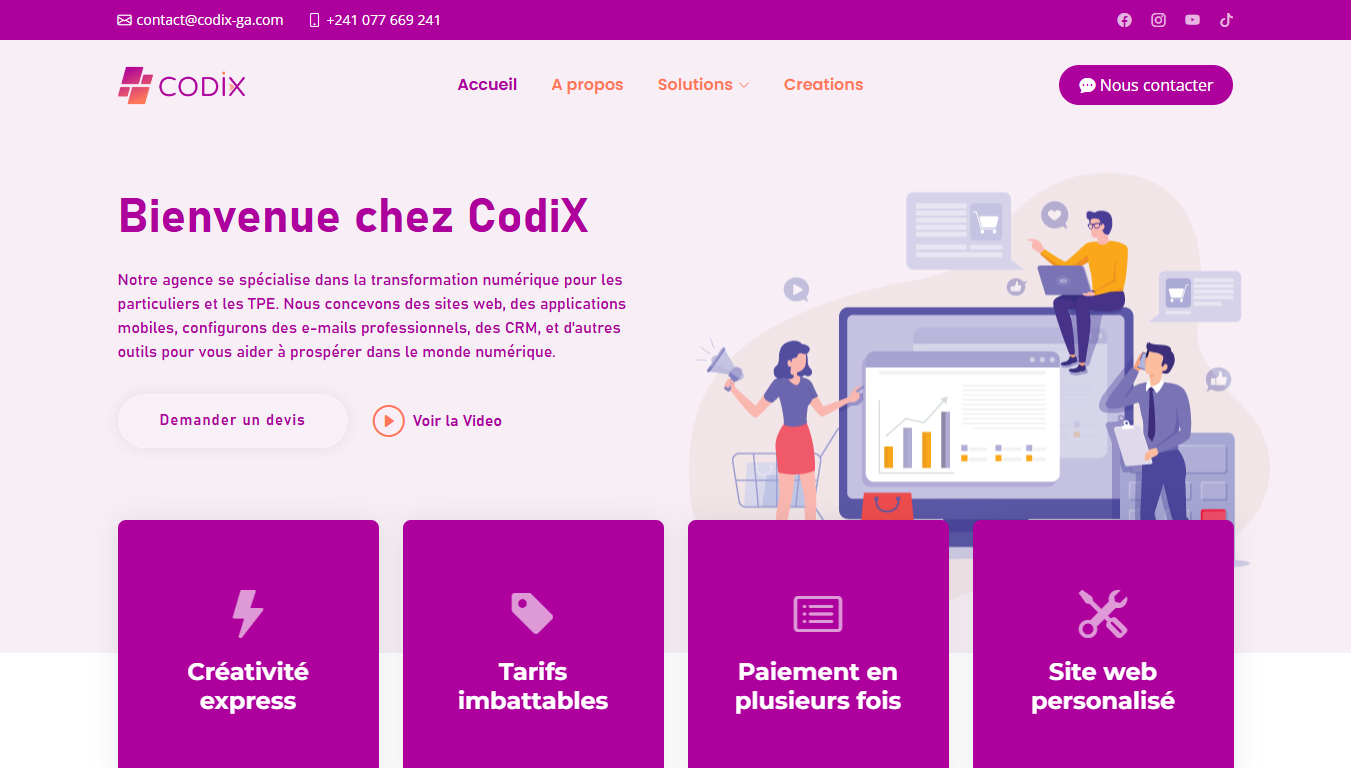 contact@codix-ga.com +241 077 669 241
CODIX
Accueil A propos Solutions Creations
Nous contacter
Bienvenue chez CodiX
Notre agence se spécialise dans la transformation numérique pour les
particuliers et les TPE. Nous concevons des sites web, des applications
mobiles, configurons des e-mails professionnels, des CRM, et d'autres
outils pour vous aider à prospérer dans le monde numérique.
Demander un devis Voir la Video
Créativité
express
Tarifs
imbattables
Paiement en
plusieurs fois
Site web
personalisé